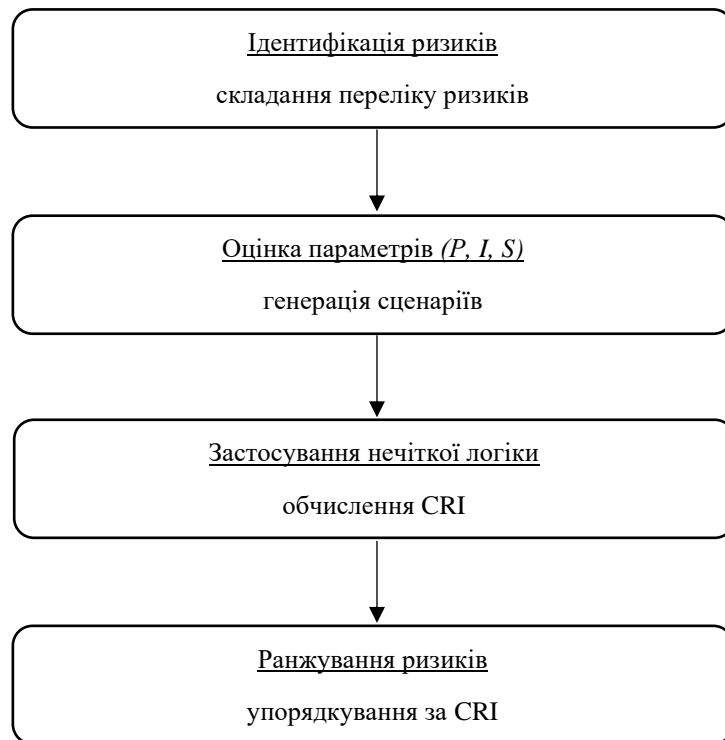 Ідентифікація ризиків
складання переліку ризиків
Оцінка параметрів (P, I, S)
генерація сценаріїв
Застосування нечіткої логіки
обчислення CRI
Ранжування ризиків
упорядкування за CRI